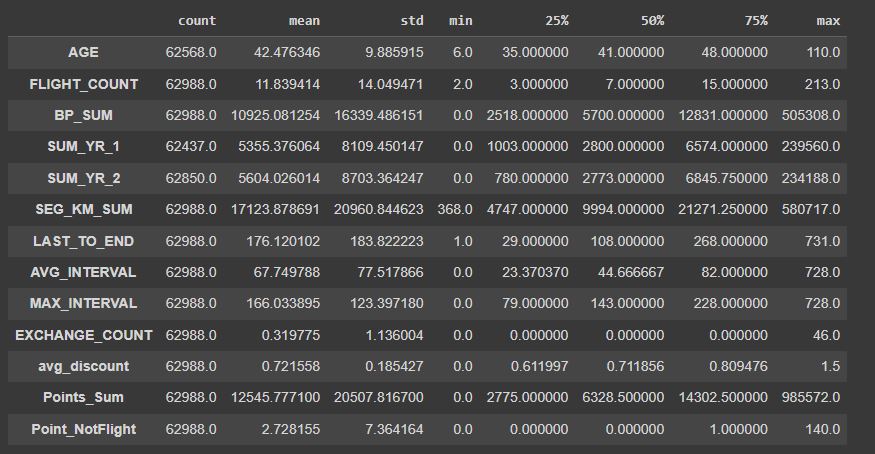 count mean std min 25% 50% 75% max
AGE 62568.0 42.476346 9.885915 6.0 35.000000 41.000000 48.000000 110.0
FLIGHT_COUNT 62988.0 11.839414 14.049471 2.0 3.000000 7.000000 15.000000 213.0
BP_SUM 62988.0 10925.081254 16339.486151 0.0 2518.000000 5700.000000 12831.000000 505308.0
SUM_YR_1 62437.0 5355.376064 8109.450147 0.0 1003.000000 2800.000000 6574.000000 239560.0
SUM_YR_2 62850.0 5604.026014 8703.364247 0.0 780.000000 2773.000000 6845.750000 234188.0
SEG_KM_SUM 62988.0 17123.878691 20960.844623 368.0 4747.000000 9994.000000 21271.250000 580717.0
LAST_TO_END 62988.0 176.120102 183.822223 1.0 29.000000 108.000000 268.000000 731.0
AVG_INTERVAL 62988.0 67.749788 77.517866 0.0 23.370370 44.666667 82.000000 728.0
MAX_INTERVAL 62988.0 166.033895 123.397180 0.0 79.000000 143.000000 228.000000 728.0
EXCHANGE_COUNT 62988.0 0.319775 1.136004 0.0 0.000000 0.000000 0.000000 46.0
avg_discount 62988.0 0.721558 0.185427 0.0 0.611997 0.711856 0.809476 1.5
Points_Sum 62988.0 12545.777100 20507.816700 0.0 2775.000000 6328.500000 14302.500000 985572.0
Point_NotFlight 62988.0 2.728155 7.364164 0.0 0.000000 0.000000 1.000000 140.0